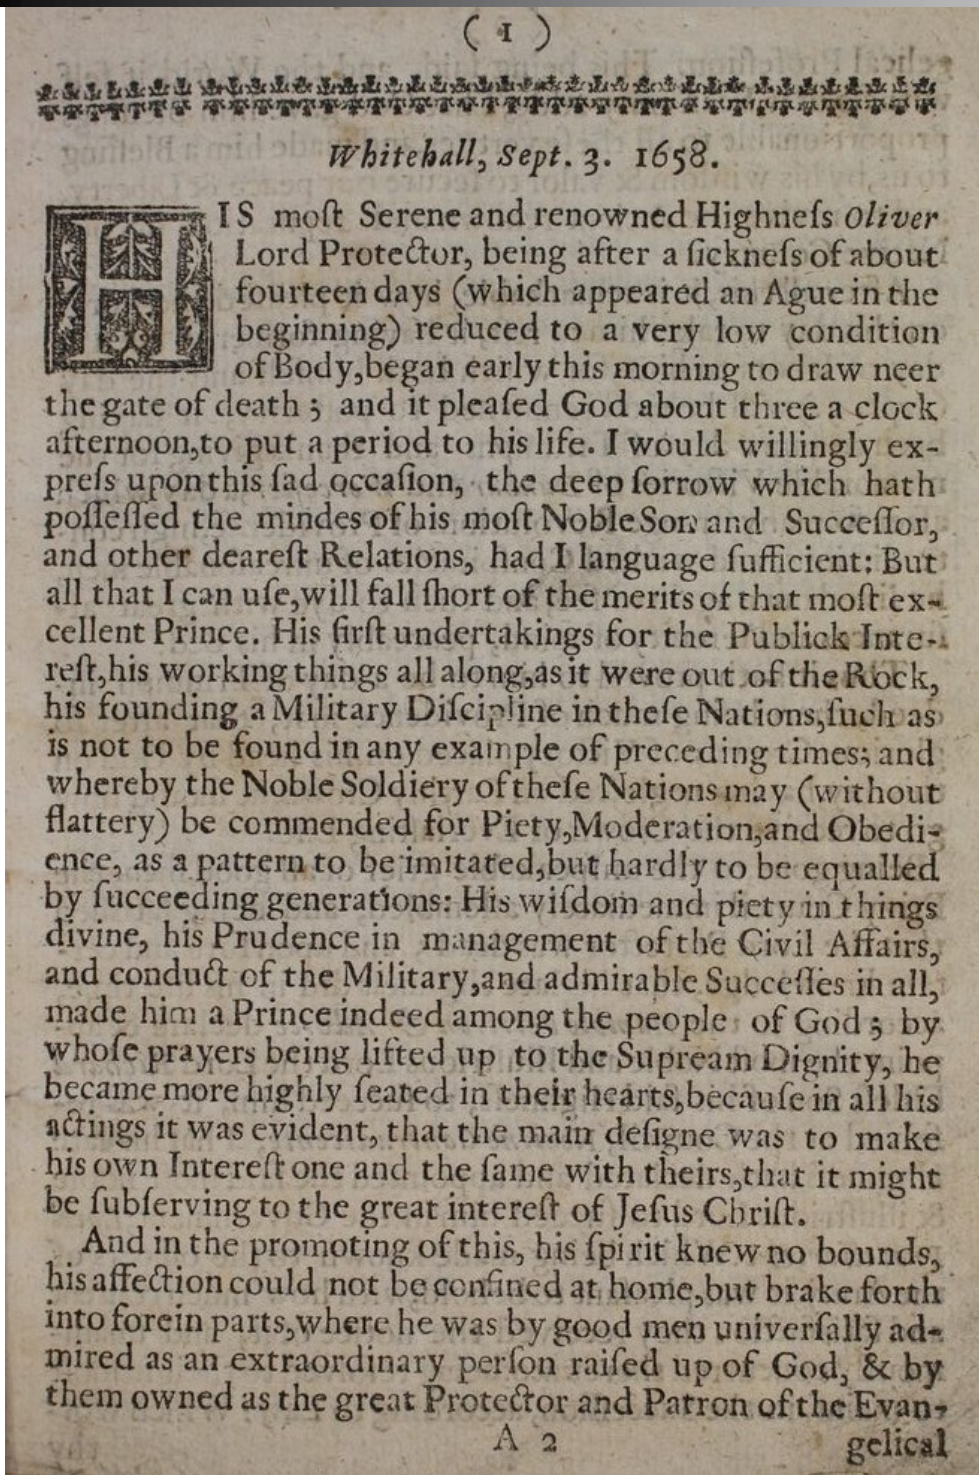 ( 1 )
Whitehall, Sept. 3. 1658.
HIS moſt Serene and renowned Highneſs Oliver
Lord Protector, being after a ſickneſs of about
fourteen days (which appeared an Ague in the
beginning) reduced to a very low condition
of Body, began early this morning to draw neer
the gate of death; and it pleaſed God about three a clock
afternoon, to put a period to his life. I would willingly ex-
preſs upon this ſad occaſion, the deep ſorrow which hath
poſſeſſed the mindes of his moſt Noble Son and Succeſſor,
and other deareſt Relations, had I language ſufficient: But
all that I can uſe, will fall ſhort of the merits of that moſt ex-
cellent Prince. His firſt undertakings for the Publick Inte-
reſt, his working things all along, as it were out of the Rock,
his founding a Military Diſcipline in theſe Nations, ſuch as
is not to be found in any example of preceding times; and
whereby the Noble Soldiery of theſe Nations may (without
flattery) be commended for Piety, Moderation, and Obedi-
ence, as a pattern to be imitated, but hardly to be equalled
by ſucceeding generations: His wiſdom and piety in things
divine, his Prudence in management of the Civil Affairs,
and conduct of the Military, and admirable Succeſſes in all,
made him a Prince indeed among the people of God; by
whoſe prayers being lifted up to the Supream Dignity, he
became more highly ſeated in their hearts, becauſe in all his
actings it was evident, that the main deſigne was to make
his own Intereſt one and the ſame with theirs, that it might
be ſubſerving to the great intereſt of Jeſus Chriſt.
And in the promoting of this, his ſpirit knew no bounds,
his affection could not be confined at home, but brake forth
into forein parts, where he was by good men univerſally ad-
mired as an extraordinary perſon raiſed up of God, & by
them owned as the great Protector and Patron of the Evan-
A 2 gelical